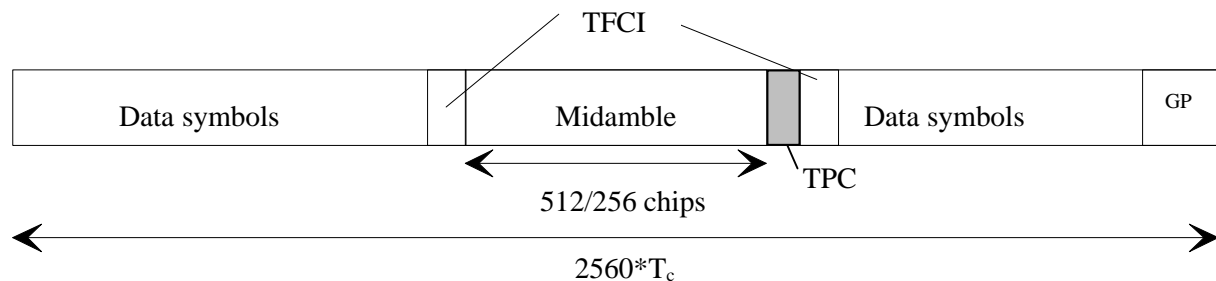 TFCI
Data symbols Midamble Data symbols GP
TPC
512/256 chips
2560*Tc